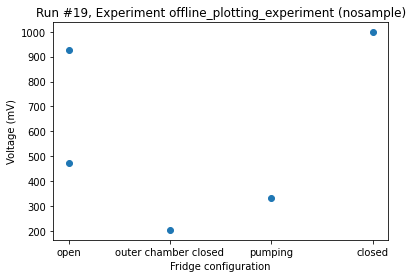 Run #19, Experiment offline_plotting_experiment (nosample)
1000
900
800
700
600
500
400
300
200
Voltage (mV)
open outer chamber closed pumping closed
Fridge configuration